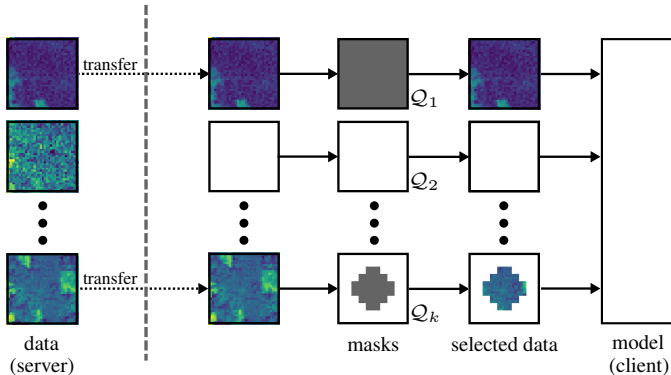 transfer
𝒬₁
𝒬₂
transfer
𝒬ₖ
data
(server)
masks
selected data
model
(client)